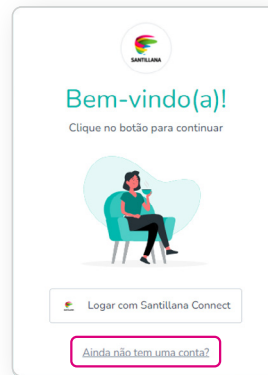 SANTILLANA
Bem-vindo(a)!
Clique no botão para continuar
Logar com Santillana Connect
Ainda não tem uma conta?